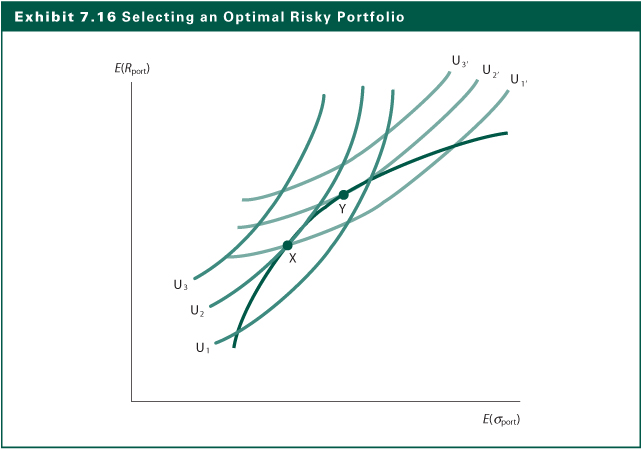 Exhibit 7.16 Selecting an Optimal Risky Portfolio
E(Rport)
U3′
U2′
U1′
Y
X
U3
U2
U1
E(σport)